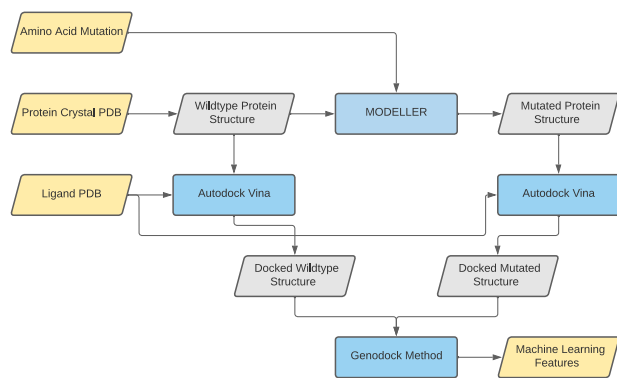 Amino Acid Mutation
Protein Crystal PDB
Wildtype Protein
Structure
MODELLER
Mutated Protein
Structure
Ligand PDB
Autodock Vina
Autodock Vina
Docked Wildtype
Structure
Docked Mutated
Structure
Genodock Method
Machine Learning
Features